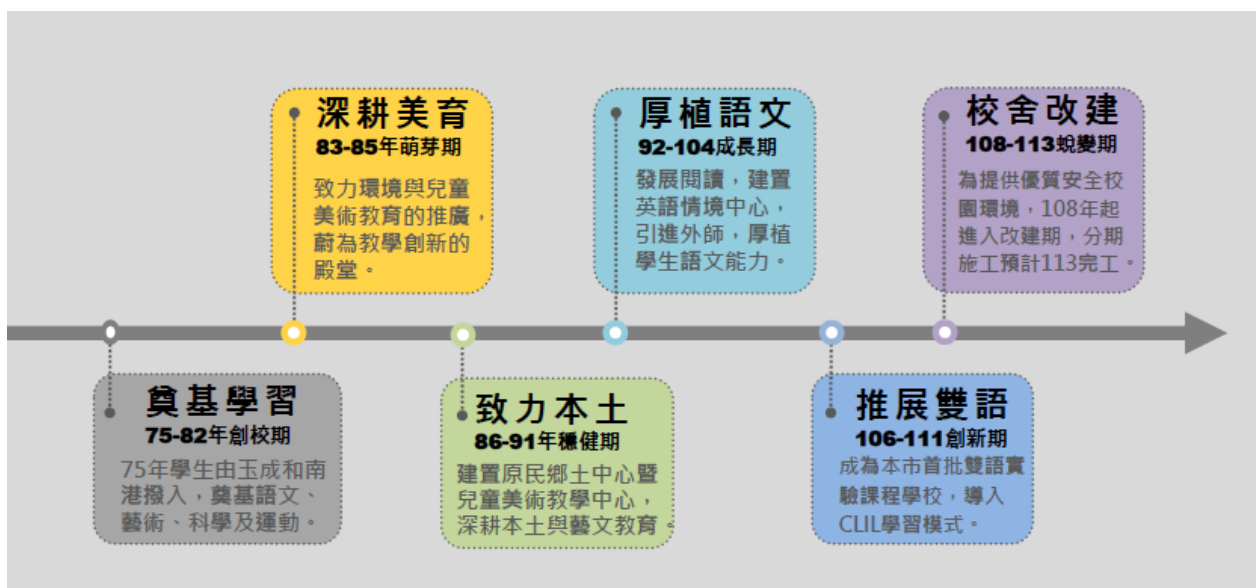 深耕美育
83-85年萌芽期
致力環境與兒童
美術教育的推廣，
蔚為教學創新的
殿堂。
厚植語文
92-104成長期
發展閱讀，建置
英語情境中心，
引進外師，厚植
學生語文能力。
校舍改建
108-113蛻變期
為提供優質安全校
園環境，108年起
進入改建期，分期
施工預計113完工。
奠基學習
75-82年創校期
75年學生由玉成和南
港撥入，奠基語文、
藝術、科學及運動。
致力本土
86-91年穩健期
建置原民鄉土中心暨
兒童美術教學中心，
深耕本土與藝文教育。
推展雙語
106-111創新期
成為本市首批雙語實
驗課程學校，導入
CLIL學習模式。